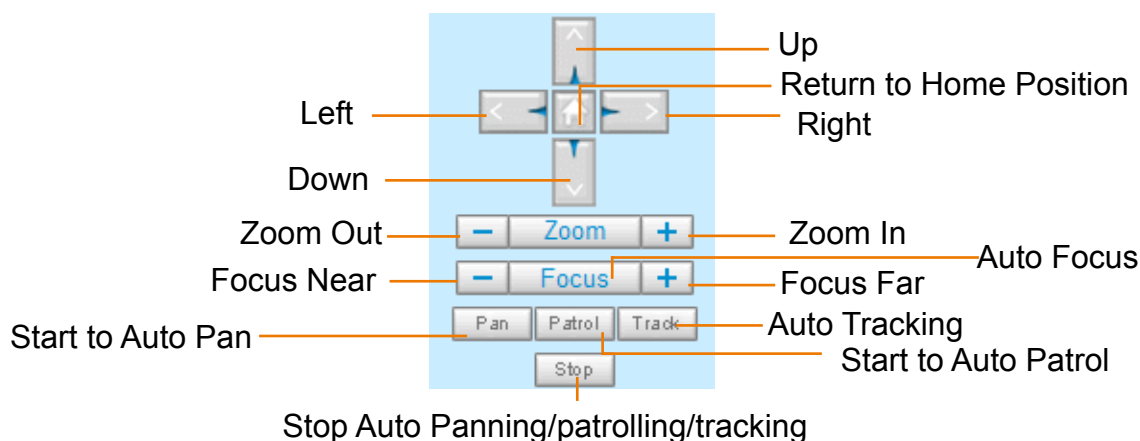 Up
Return to Home Position
Left
Right
Down
Zoom Out
− Zoom +
Zoom In
Auto Focus
Focus Near
− Focus +
Focus Far
Pan Patrol Track
Auto Tracking
Start to Auto Pan
Start to Auto Patrol
Stop
Stop Auto Panning/patrolling/tracking